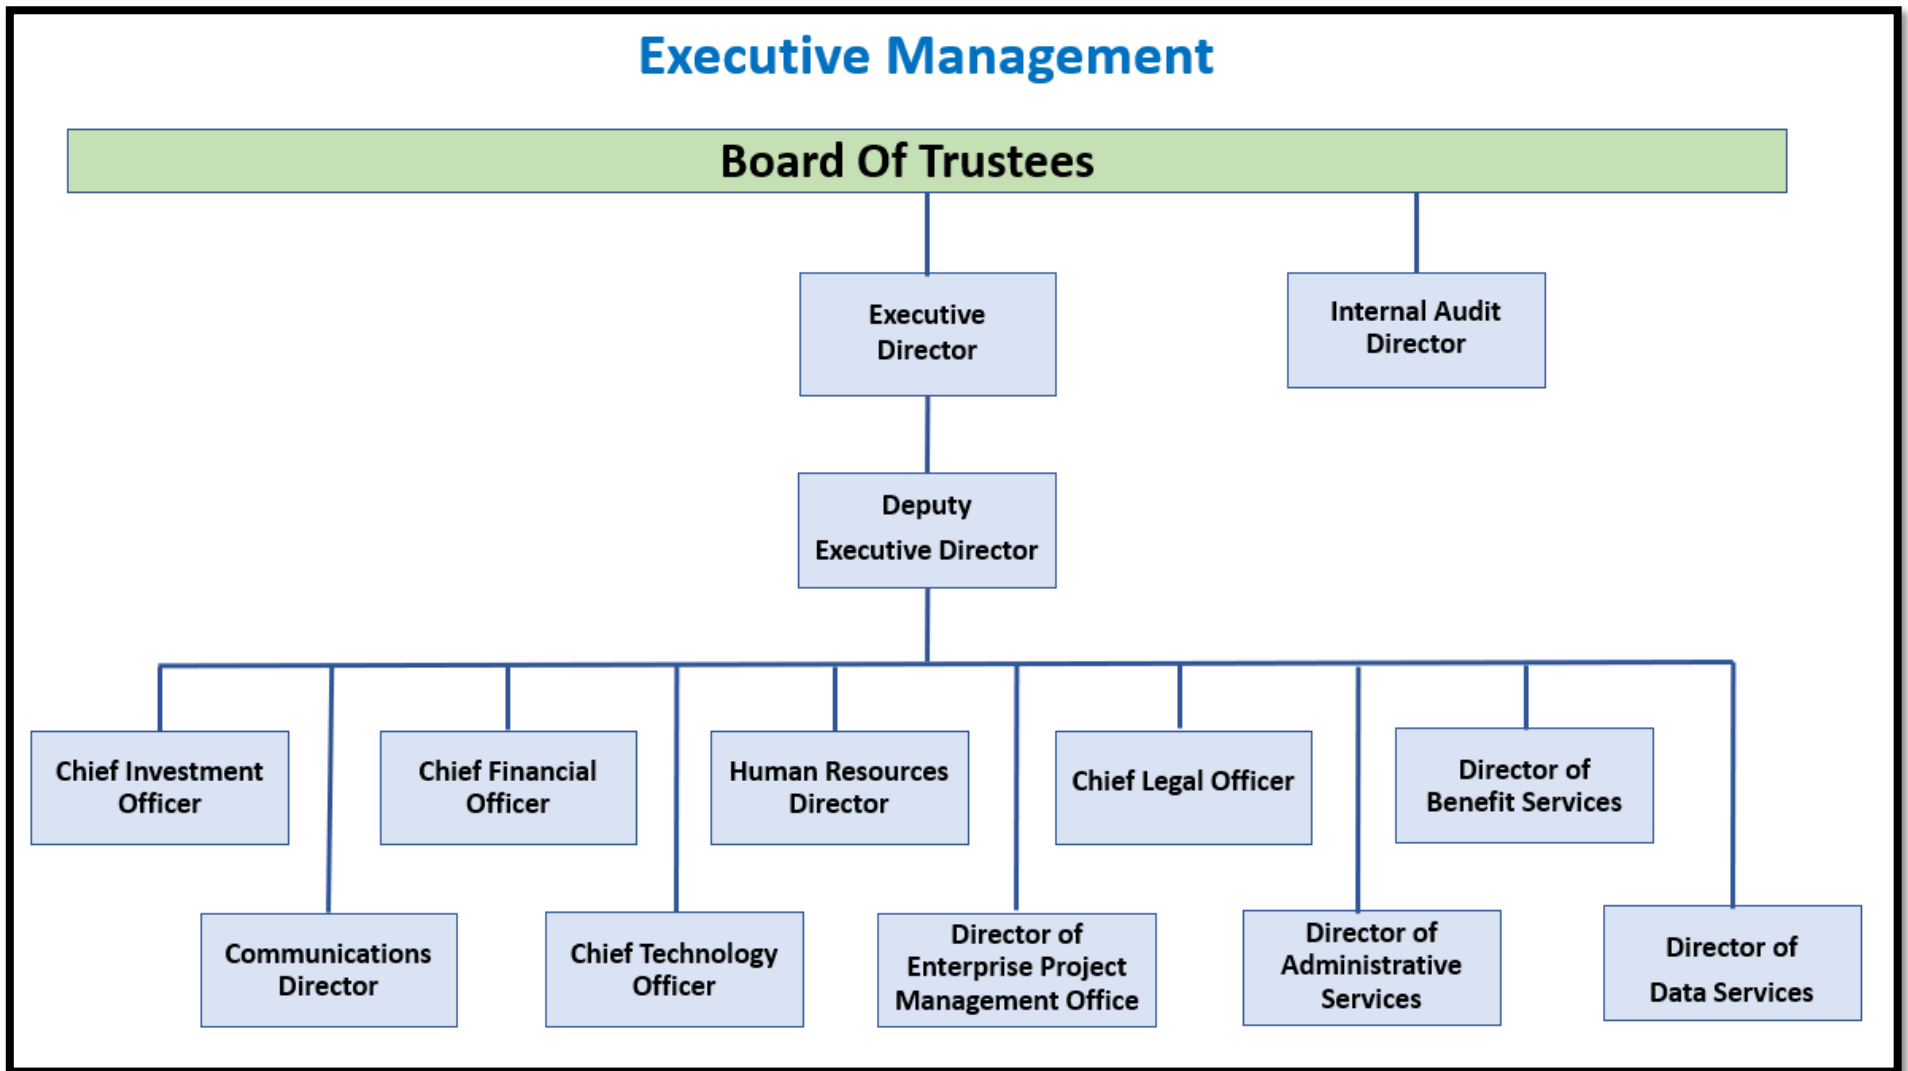 Executive Management
Board Of Trustees
Executive
Director
Internal Audit
Director
Deputy
Executive Director
Chief Investment
Officer
Chief Financial
Officer
Human Resources
Director
Chief Legal Officer
Director of
Benefit Services
Communications
Director
Chief Technology
Officer
Director of
Enterprise Project
Management Office
Director of
Administrative
Services
Director of
Data Services